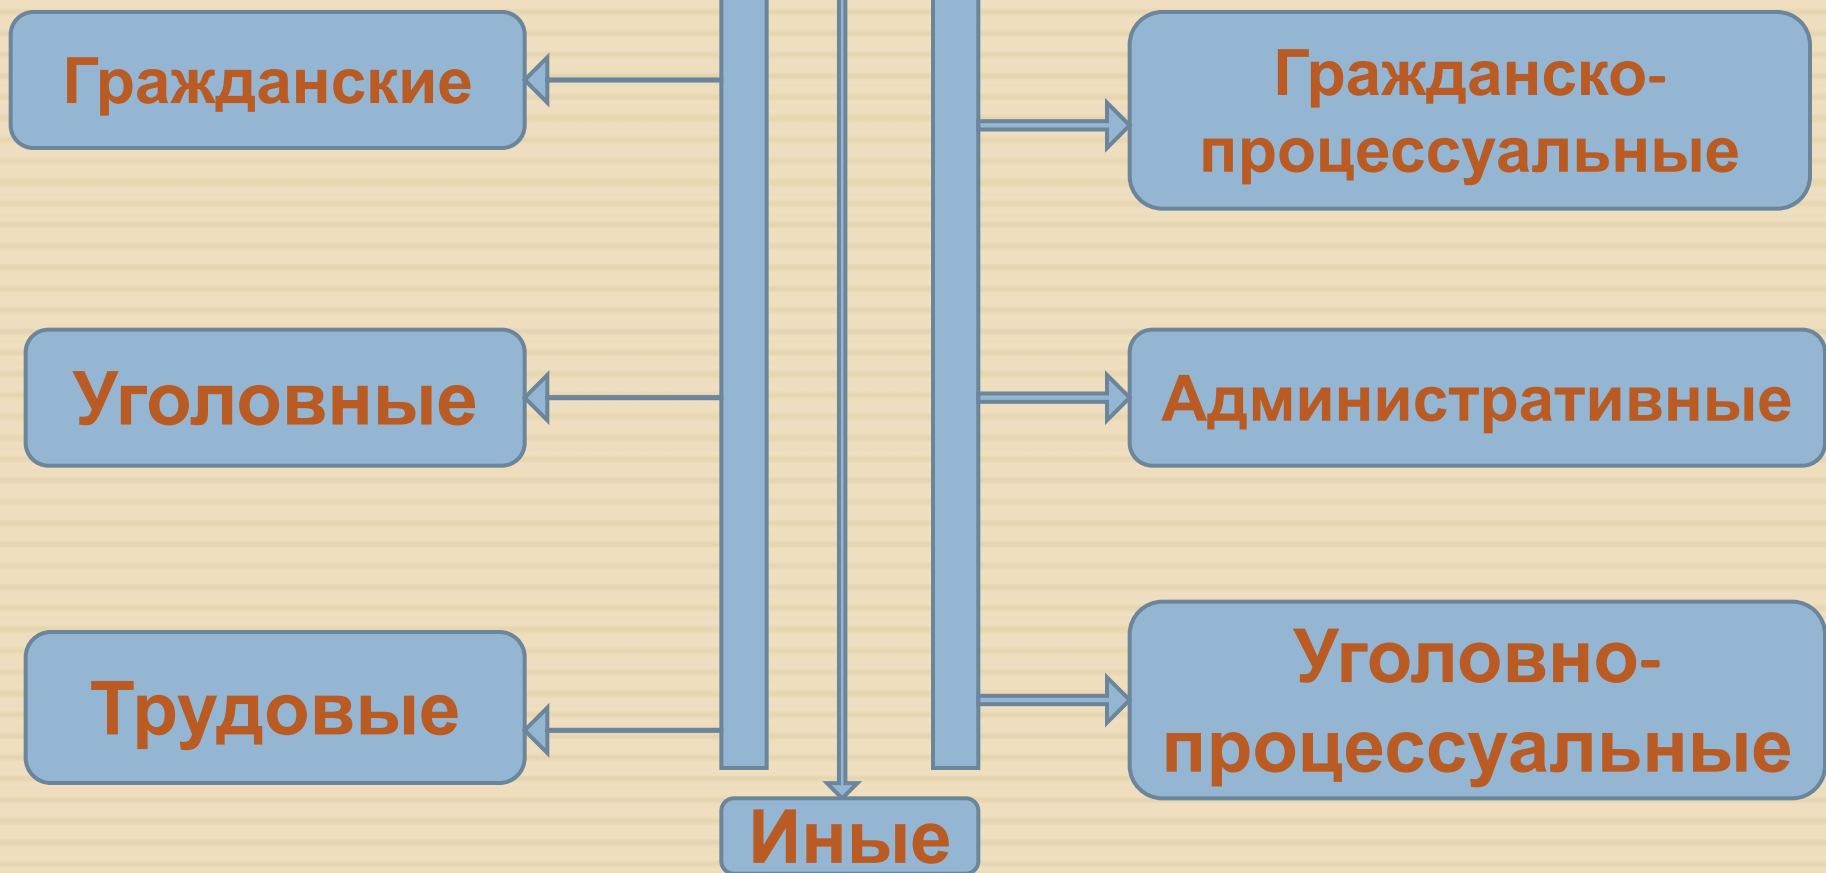 Гражданские
Гражданско-
процессуальные
Уголовные
Административные
Трудовые
Уголовно-
процессуальные
Иные